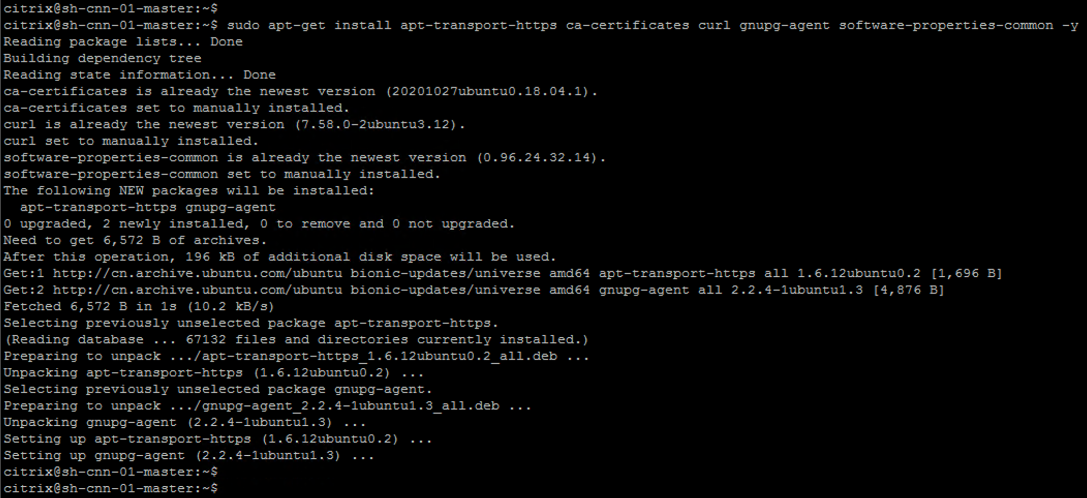 citrix@sh-cnn-01-master:~$
citrix@sh-cnn-01-master:~$ sudo apt-get install apt-transport-https ca-certificates curl gnupg-agent software-properties-common -y
Reading package lists... Done
Building dependency tree
Reading state information... Done
ca-certificates is already the newest version (20201027ubuntu0.18.04.1).
ca-certificates set to manually installed.
curl is already the newest version (7.58.0-2ubuntu3.12).
curl set to manually installed.
software-properties-common is already the newest version (0.96.24.32.14).
software-properties-common set to manually installed.
The following NEW packages will be installed:
  apt-transport-https gnupg-agent
0 upgraded, 2 newly installed, 0 to remove and 0 not upgraded.
Need to get 6,572 B of archives.
After this operation, 196 kB of additional disk space will be used.
Get:1 http://cn.archive.ubuntu.com/ubuntu bionic-updates/universe amd64 apt-transport-https all 1.6.12ubuntu0.2 [1,696 B]
Get:2 http://cn.archive.ubuntu.com/ubuntu bionic-updates/universe amd64 gnupg-agent all 2.2.4-1ubuntu1.3 [4,876 B]
Fetched 6,572 B in 1s (10.2 kB/s)
Selecting previously unselected package apt-transport-https.
(Reading database ... 67132 files and directories currently installed.)
Preparing to unpack .../apt-transport-https_1.6.12ubuntu0.2_all.deb ...
Unpacking apt-transport-https (1.6.12ubuntu0.2) ...
Selecting previously unselected package gnupg-agent.
Preparing to unpack .../gnupg-agent_2.2.4-1ubuntu1.3_all.deb ...
Unpacking gnupg-agent (2.2.4-1ubuntu1.3) ...
Setting up apt-transport-https (1.6.12ubuntu0.2) ...
Setting up gnupg-agent (2.2.4-1ubuntu1.3) ...
citrix@sh-cnn-01-master:~$
citrix@sh-cnn-01-master:~$